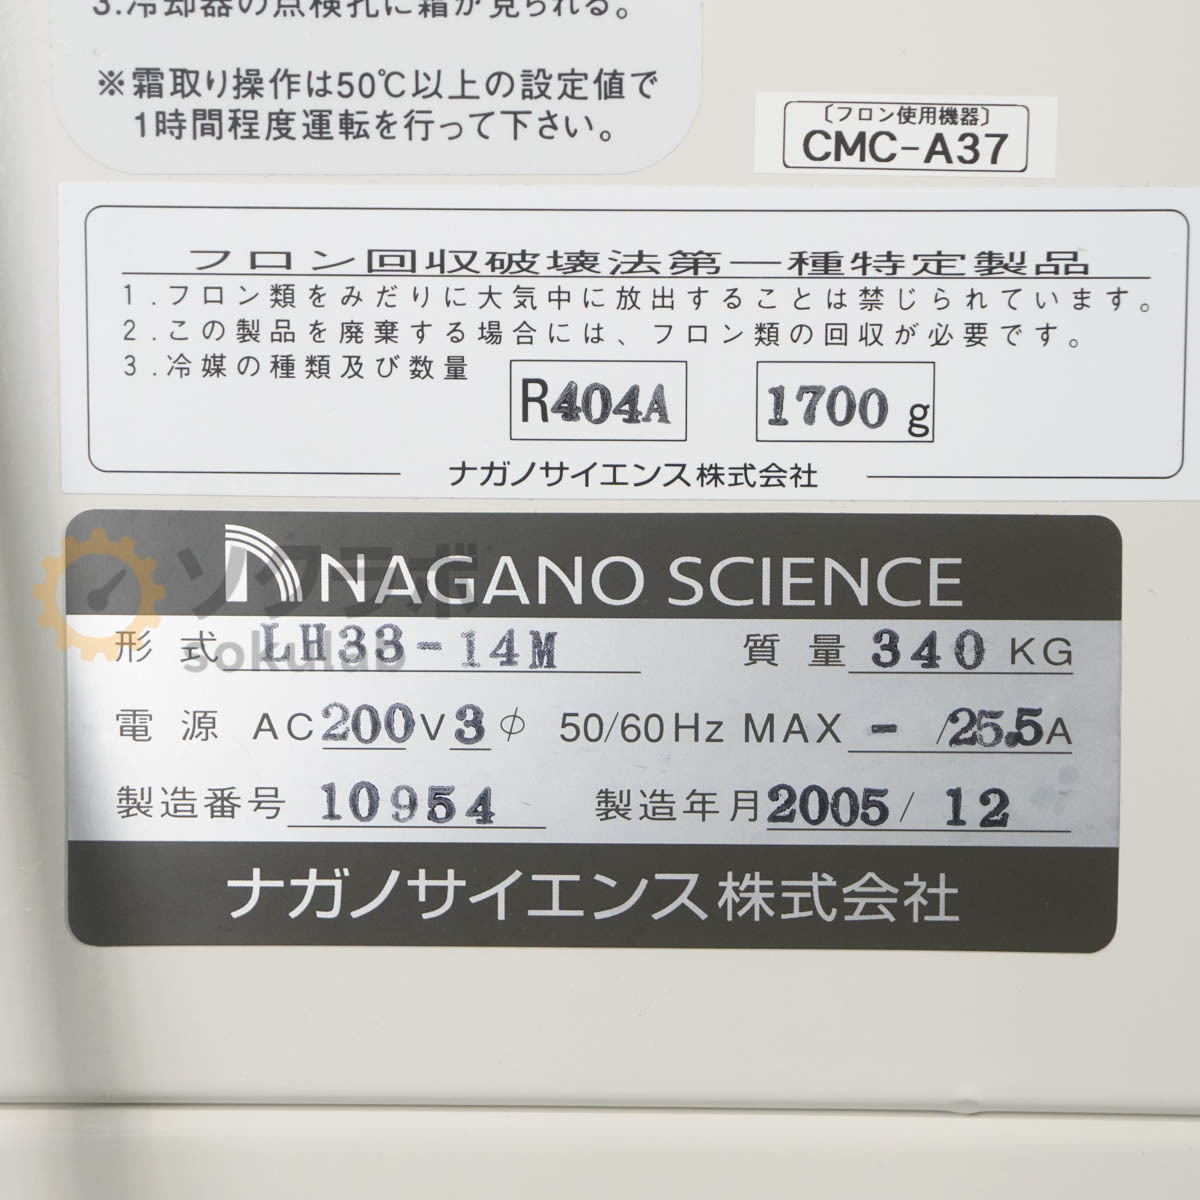 3.冷却器の点検孔に霜が見られる。
※霜取り操作は50℃以上の設定値で
1時間程度運転を行って下さい。
〔フロン使用機器〕
CMC-A37
フロン回収破壊法第一種特定製品
1.フロン類をみだりに大気中に放出することは禁じられています。
2.この製品を廃棄する場合には、フロン類の回収が必要です。
3.冷媒の種類及び数量 R404A 1700 g
ナガノサイエンス株式会社
NAGANO SCIENCE
ソクラボ
sokulab
形式 LH33-14M 質量 340 KG
電源 AC 200 V 3 φ 50/60Hz MAX - /25.5A
製造番号 10954 製造年月 2005/12
ナガノサイエンス株式会社